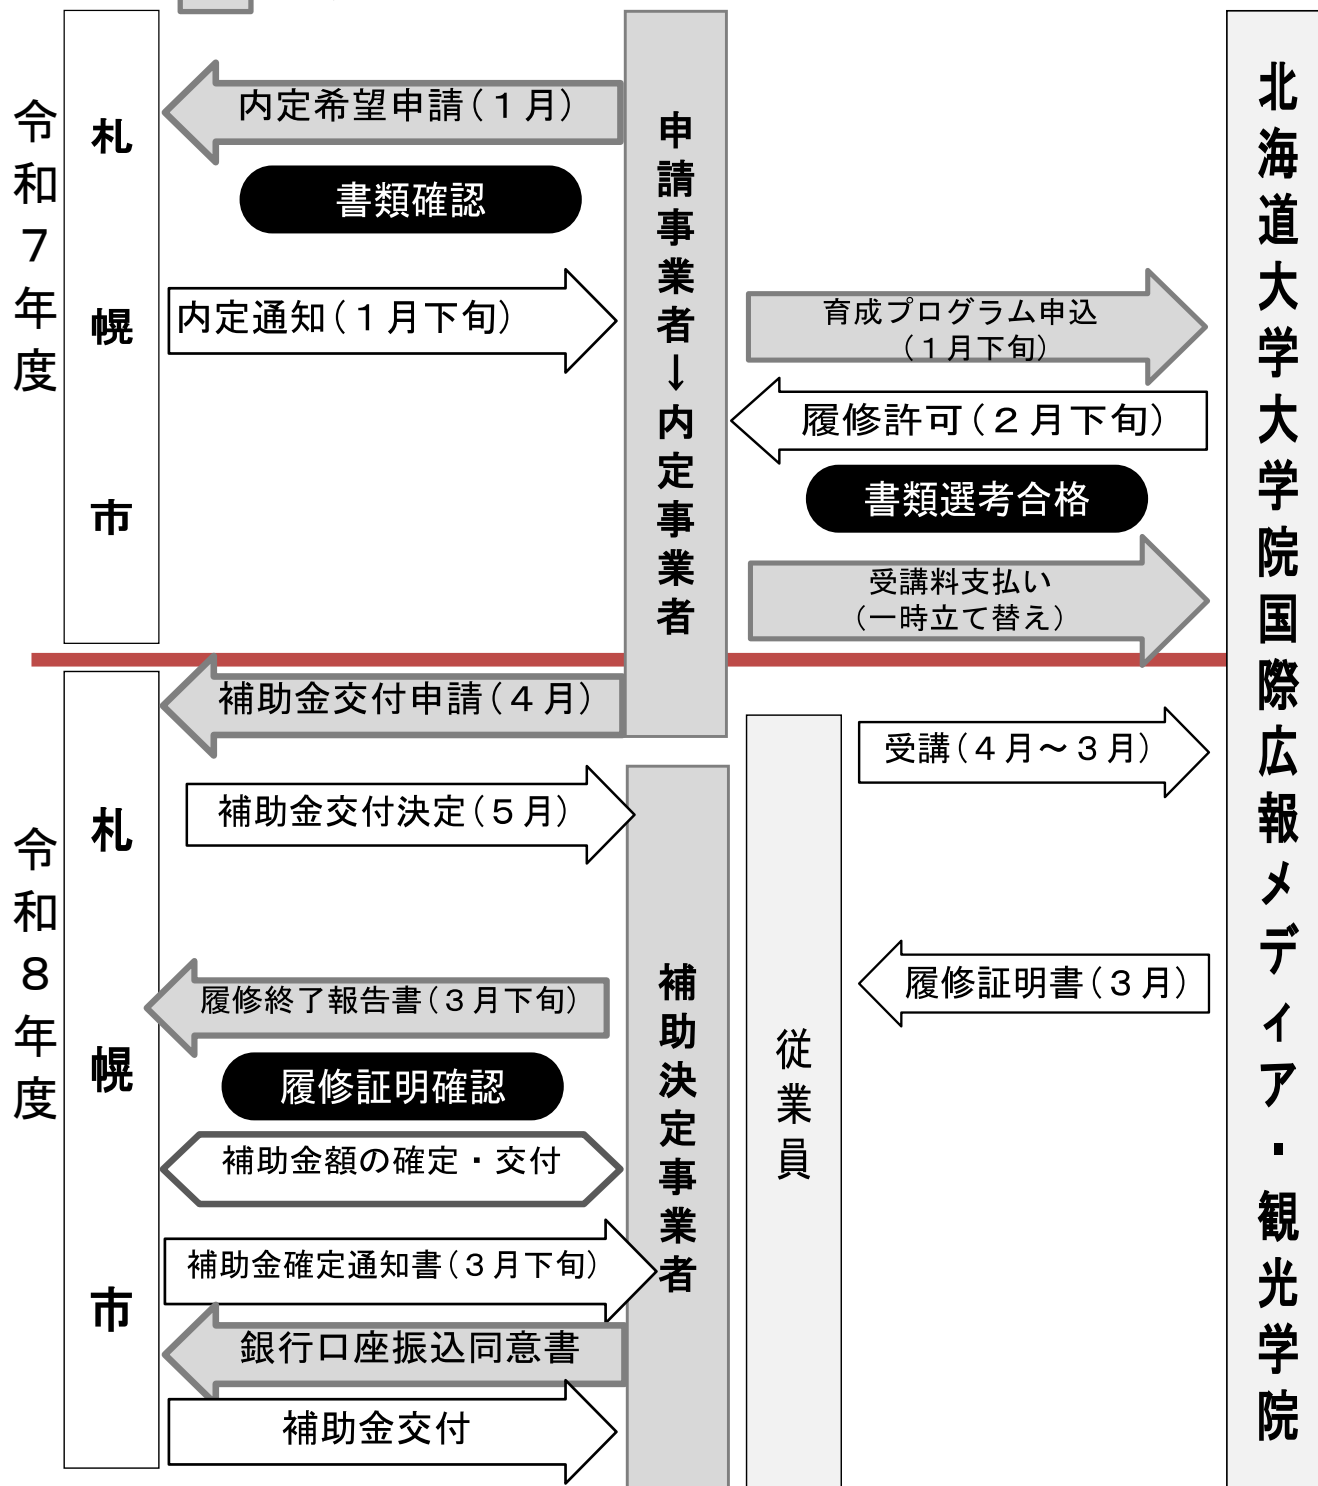 令和７年度
札幌市
内定希望申請（１月）
書類確認
内定通知（１月下旬）
申請事業者→内定事業者
育成プログラム申込
（１月下旬）
履修許可（２月下旬）
書類選考合格
受講料支払い
（一時立て替え）
北海道大学大学院国際広報メディア・観光学院
令和８年度
札幌市
補助金交付申請（４月）
補助金交付決定（５月）
補助決定事業者
従業員
受講（４月～３月）
履修証明書（３月）
履修終了報告書（３月下旬）
履修証明確認
補助金額の確定・交付
補助金確定通知書（３月下旬）
銀行口座振込同意書
補助金交付